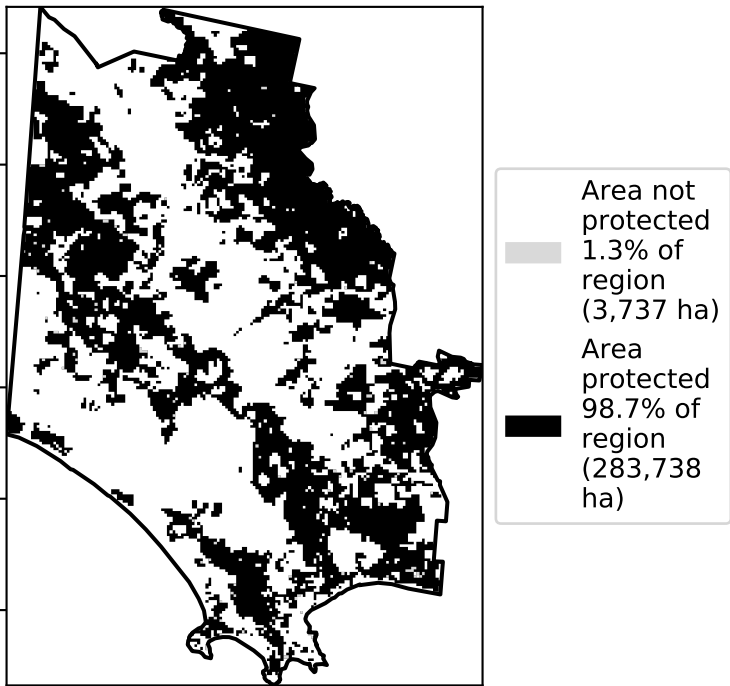 Area not
protected
1.3% of
region
(3,737 ha)
Area
protected
98.7% of
region
(283,738
ha)